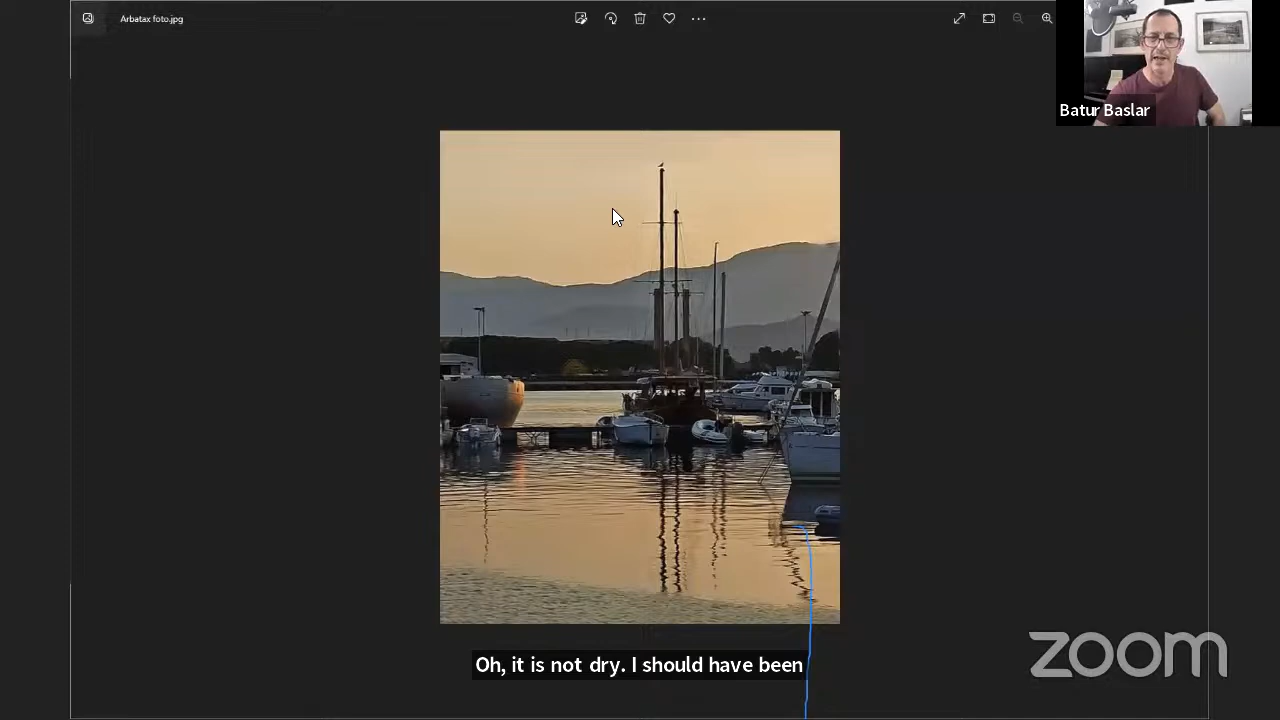 Arbatax foto.jpg
Batur Baslar
Oh, it is not dry. I should have been
zoom